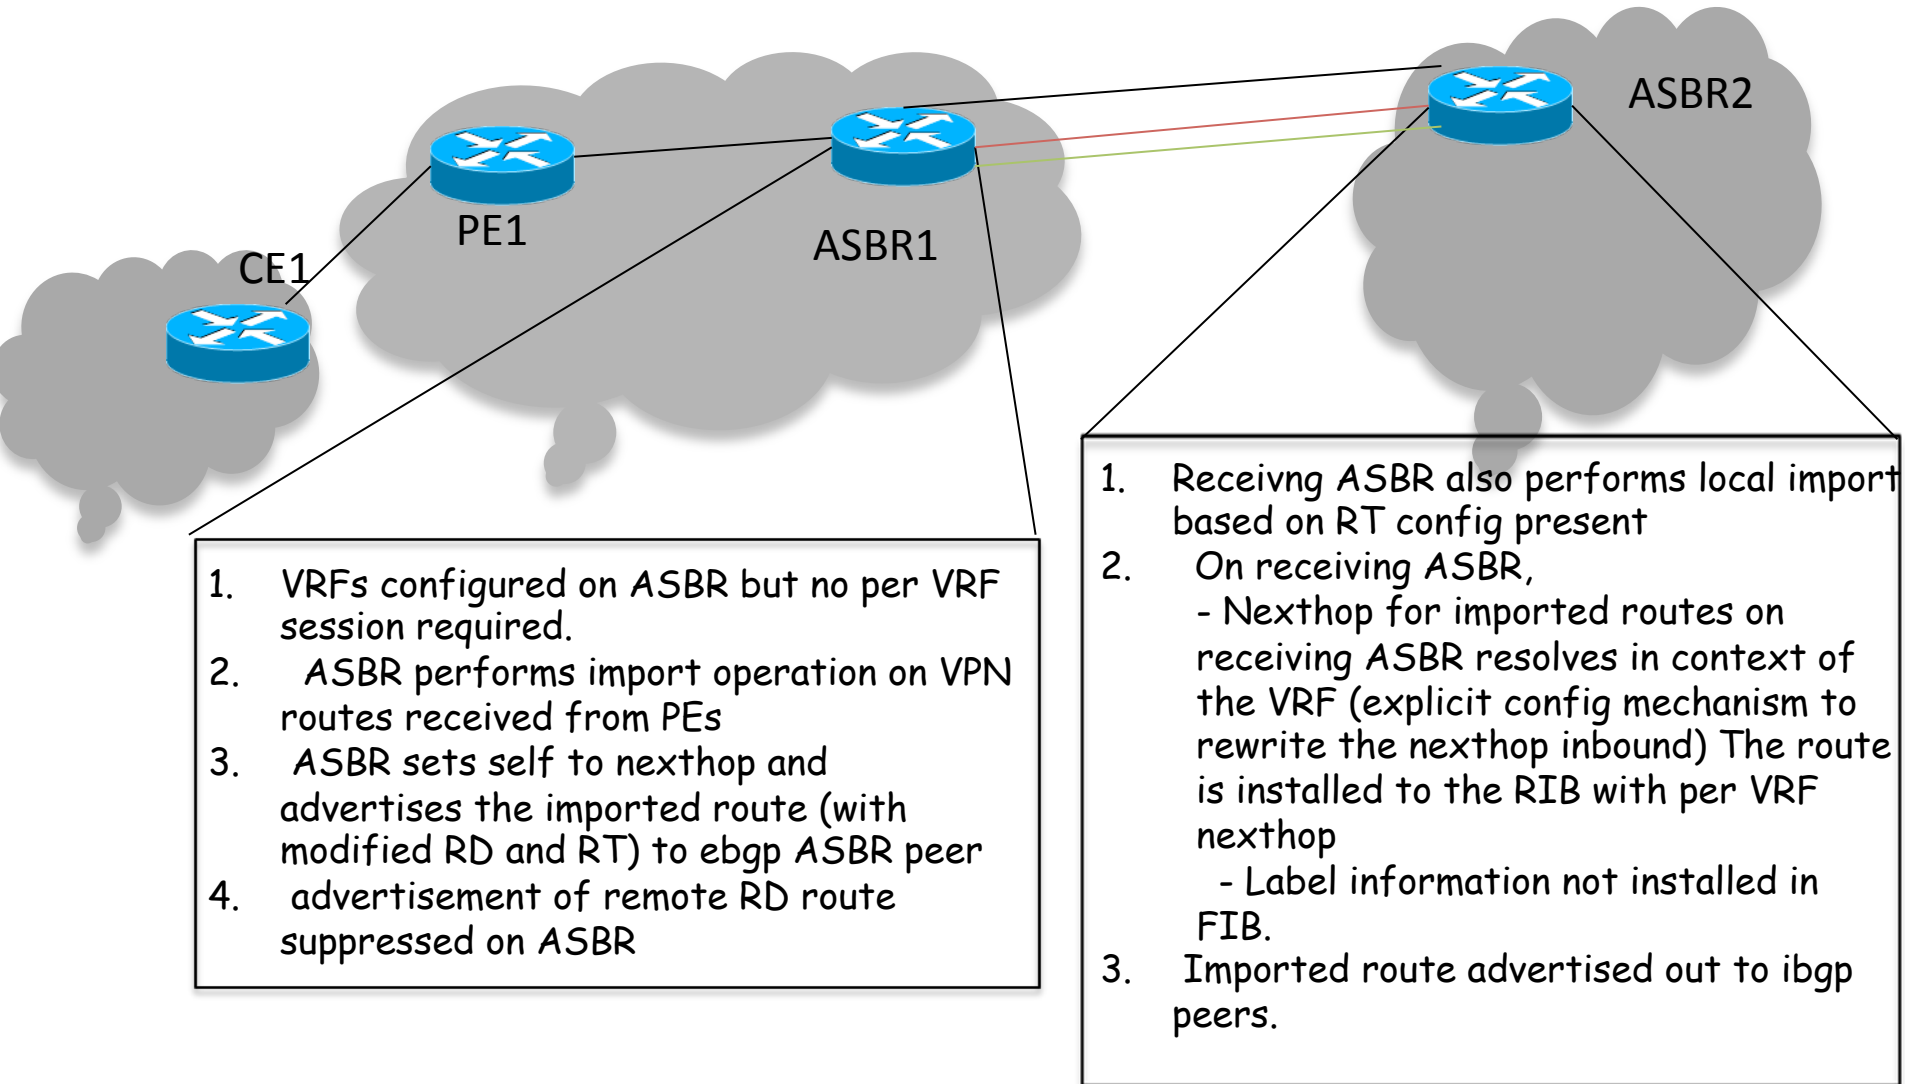 ASBR2
PE1
ASBR1
CE1
1. VRFs configured on ASBR but no per VRF
session required.
2. ASBR performs import operation on VPN
routes received from PEs
3. ASBR sets self to nexthop and
advertises the imported route (with
modified RD and RT) to ebgp ASBR peer
4. advertisement of remote RD route
suppressed on ASBR
1. Receivng ASBR also performs local import
based on RT config present
2. On receiving ASBR,
- Nexthop for imported routes on
receiving ASBR resolves in context of
the VRF (explicit config mechanism to
rewrite the nexthop inbound) The route
is installed to the RIB with per VRF
nexthop
- Label information not installed in
FIB.
3. Imported route advertised out to ibgp
peers.